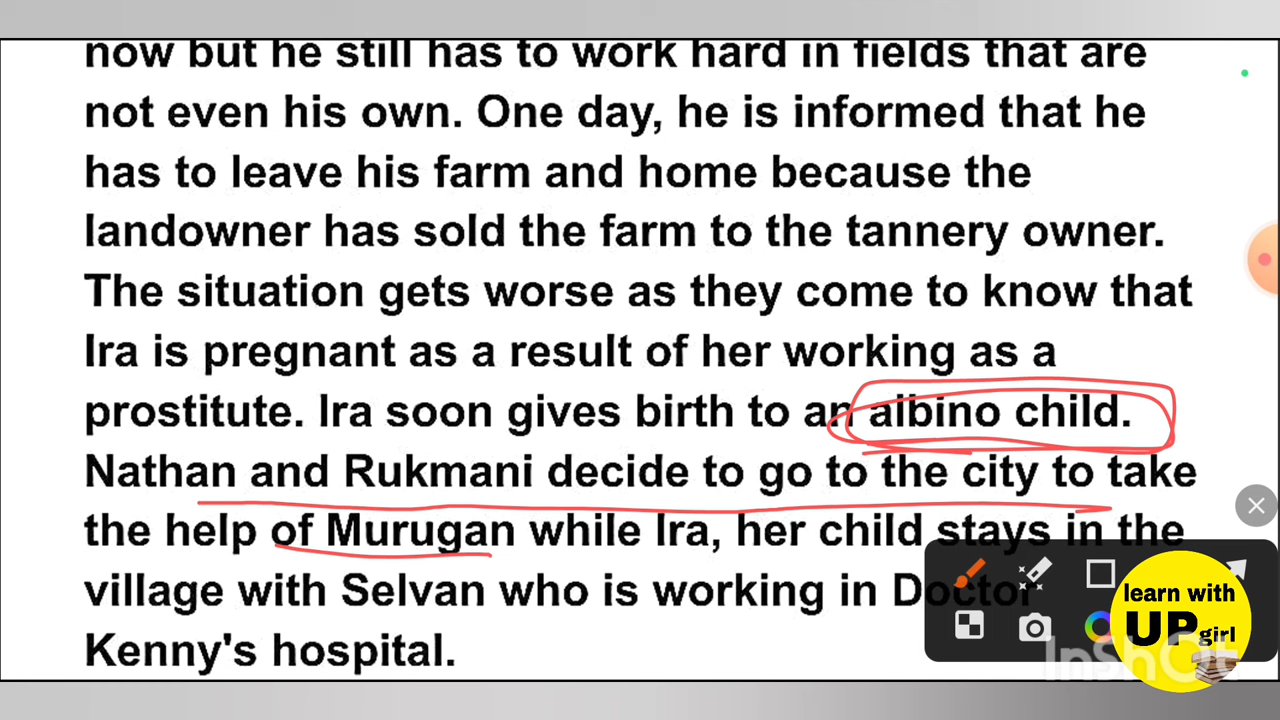 now but he still has to work hard in fields that are
not even his own. One day, he is informed that he
has to leave his farm and home because the
landowner has sold the farm to the tannery owner.
The situation gets worse as they come to know that
Ira is pregnant as a result of her working as a
prostitute. Ira soon gives birth to an albino child.
Nathan and Rukmani decide to go to the city to take
the help of Murugan while Ira, her child stays in the
village with Selvan who is working in Doctor
Kenny's hospital.
learn with
UP girl
InShOt